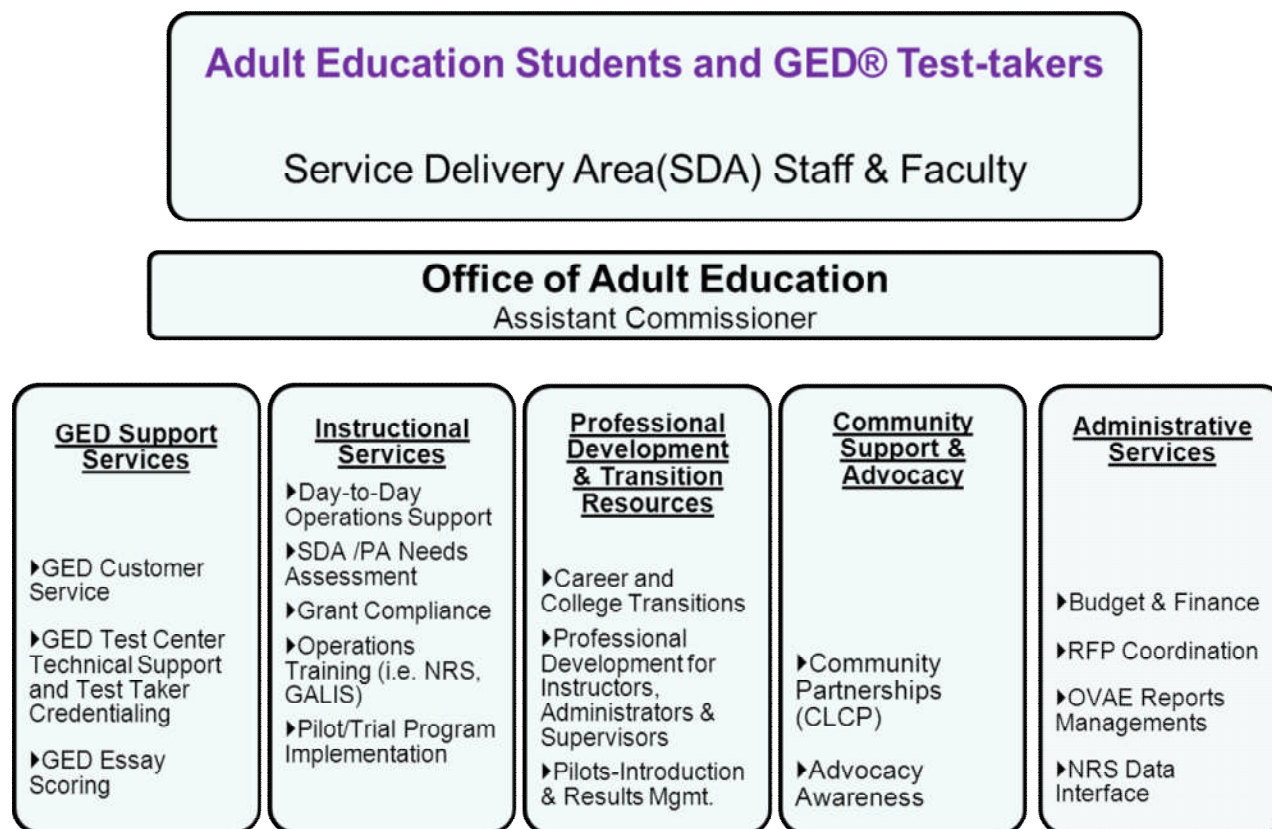 Adult Education Students and GED® Test-takers
Service Delivery Area(SDA) Staff & Faculty
Office of Adult Education
Assistant Commissioner
GED Support
Services
▶GED Customer
Service
▶GED Test Center
Technical Support
and Test Taker
Credentialing
▶GED Essay
Scoring
Instructional
Services
▶Day-to-Day
Operations Support
▶SDA /PA Needs
Assessment
▶Grant Compliance
▶Operations
Training (i.e. NRS,
GALIS)
▶Pilot/Trial Program
Implementation
Professional
Development
& Transition
Resources
▶Career and
College Transitions
▶Professional
Development for
Instructors,
Administrators &
Supervisors
▶Pilots-Introduction
& Results Mgmt.
Community
Support &
Advocacy
▶Community
Partnerships
(CLCP)
▶Advocacy
Awareness
Administrative
Services
▶Budget & Finance
▶RFP Coordination
▶OVAE Reports
Managements
▶NRS Data
Interface